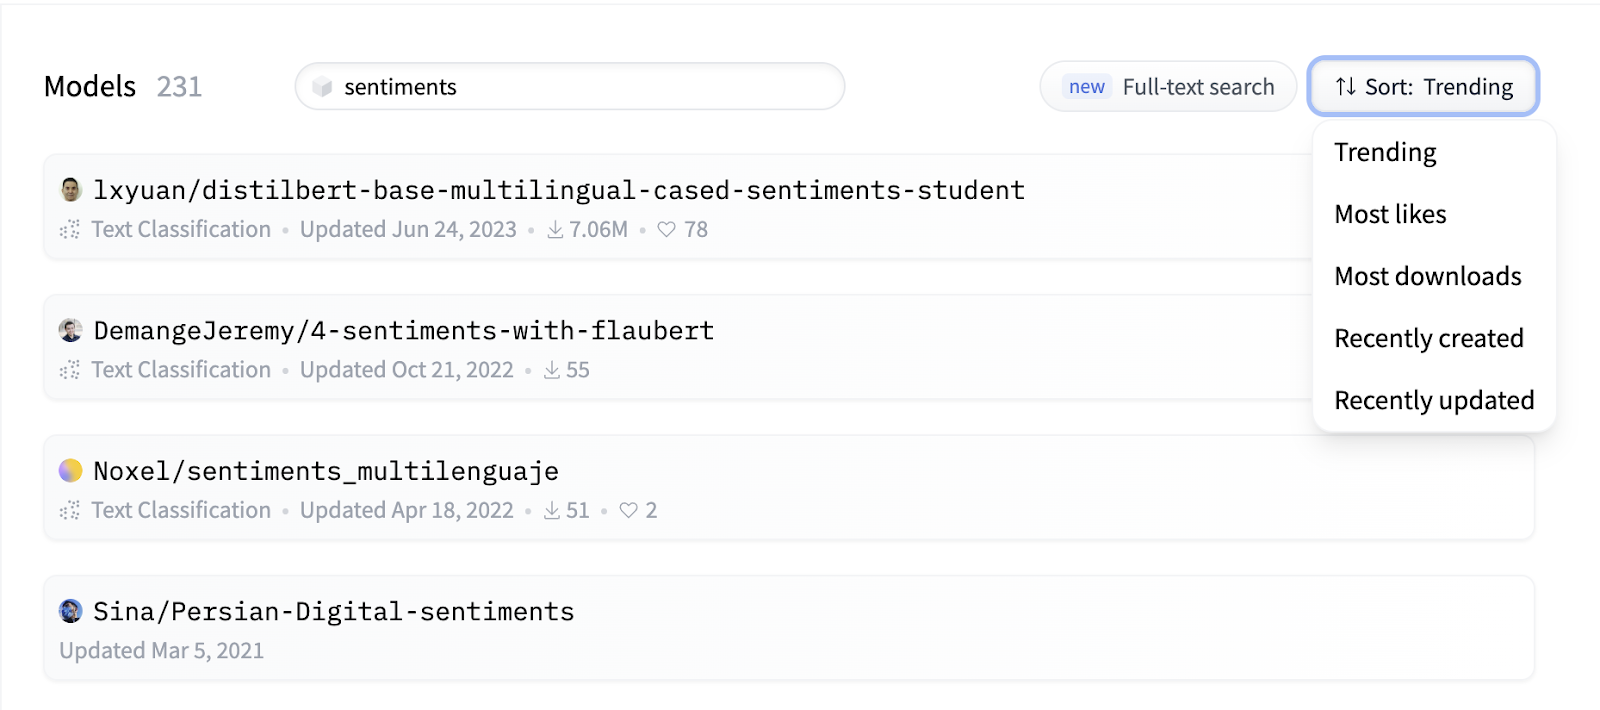 Models 231
sentiments
new Full-text search
Sort: Trending
Trending
Most likes
Most downloads
Recently created
Recently updated
lxyuan/distilbert-base-multilingual-cased-sentiments-student
Text Classification • Updated Jun 24, 2023 • 7.06M • 78
DemangeJeremy/4-sentiments-with-flaubert
Text Classification • Updated Oct 21, 2022 • 55
Noxel/sentiments_multilenguaje
Text Classification • Updated Apr 18, 2022 • 51 • 2
Sina/Persian-Digital-sentiments
Updated Mar 5, 2021